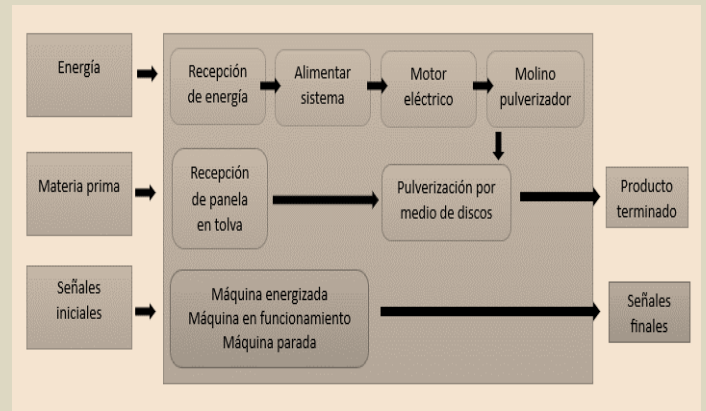 Energía
Recepción
de energía
Alimentar
sistema
Motor
eléctrico
Molino
pulverizador
Materia prima
Recepción
de panela
en tolva
Pulverización por
medio de discos
Producto
terminado
Señales
iniciales
Máquina energizada
Máquina en funcionamiento
Máquina parada
Señales
finales